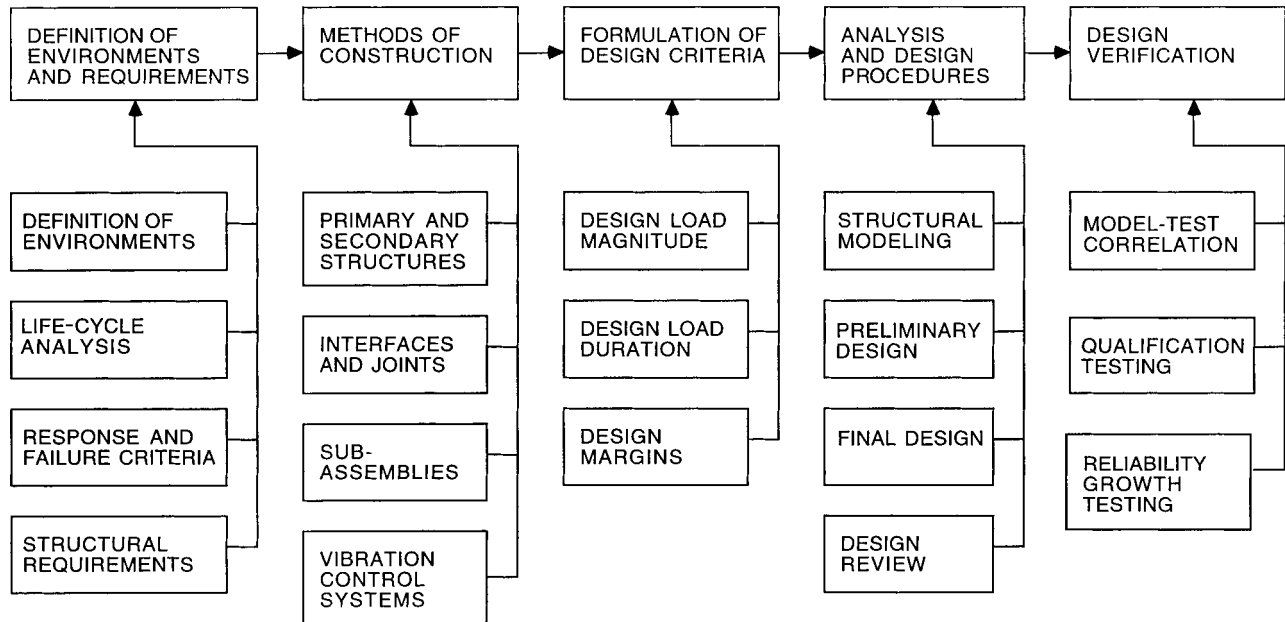 DEFINITION OF
ENVIRONMENTS
AND REQUIREMENTS
METHODS OF
CONSTRUCTION
FORMULATION OF
DESIGN CRITERIA
ANALYSIS
AND DESIGN
PROCEDURES
DESIGN
VERIFICATION
DEFINITION OF
ENVIRONMENTS
LIFE-CYCLE
ANALYSIS
RESPONSE AND
FAILURE CRITERIA
STRUCTURAL
REQUIREMENTS
PRIMARY AND
SECONDARY
STRUCTURES
INTERFACES
AND JOINTS
SUB-
ASSEMBLIES
VIBRATION
CONTROL
SYSTEMS
DESIGN LOAD
MAGNITUDE
DESIGN LOAD
DURATION
DESIGN
MARGINS
STRUCTURAL
MODELING
PRELIMINARY
DESIGN
FINAL DESIGN
DESIGN
REVIEW
MODEL-TEST
CORRELATION
QUALIFICATION
TESTING
RELIABILITY
GROWTH
TESTING